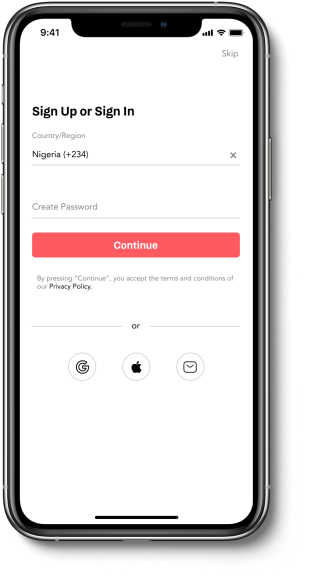 9:41
Skip
Sign Up or Sign In
Country/Region
Nigeria (+234)
Create Password
Continue
By pressing "Continue", you accept the terms and conditions of
our Privacy Policy.
or